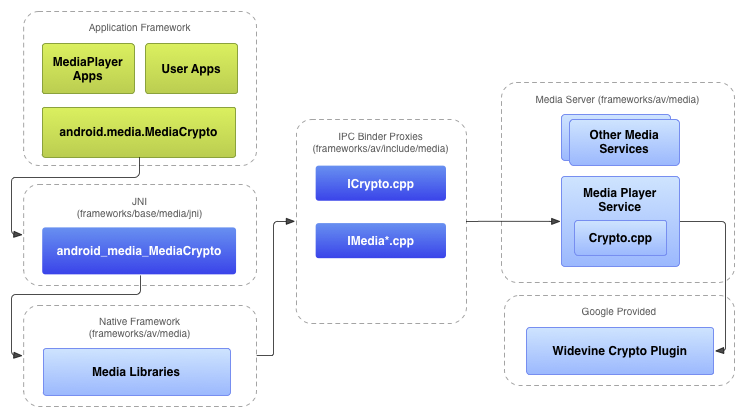 Application Framework
MediaPlayer
Apps
User Apps
android.media.MediaCrypto
JNI
(frameworks/base/media/jni)
android_media_MediaCrypto
Native Framework
(frameworks/av/media)
Media Libraries
IPC Binder Proxies
(frameworks/av/include/media)
ICrypto.cpp
IMedia*.cpp
Media Server (frameworks/av/media)
Other Media
Services
Media Player
Service
Crypto.cpp
Google Provided
Widevine Crypto Plugin